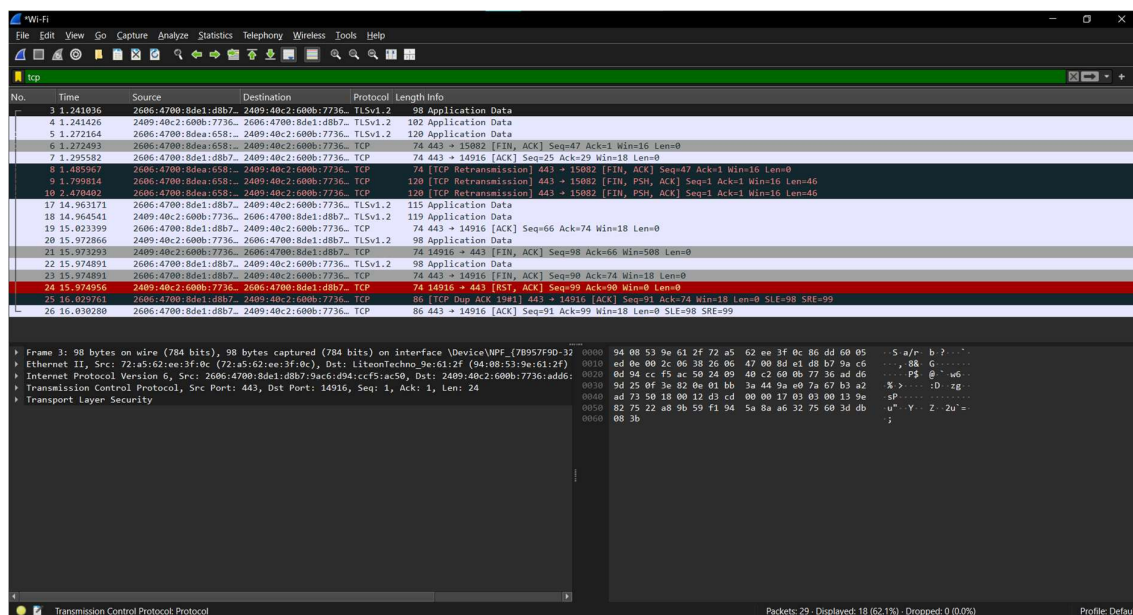 *Wi-Fi
File Edit View Go Capture Analyze Statistics Telephony Wireless Tools Help
tcp
No. Time Source Destination Protocol Length Info
3 1.241036 2606:4700:8de1:d8b7… 2409:40c2:600b:7736… TLSv1.2 98 Application Data
4 1.241426 2409:40c2:600b:7736… 2606:4700:8de1:d8b7… TLSv1.2 102 Application Data
5 1.272164 2606:4700:8dea:658:… 2409:40c2:600b:7736… TLSv1.2 120 Application Data
6 1.272493 2606:4700:8dea:658:… 2409:40c2:600b:7736… TCP 74 443 → 15082 [FIN, ACK] Seq=47 Ack=1 Win=16 Len=0
7 1.295582 2606:4700:8de1:d8b7… 2409:40c2:600b:7736… TCP 74 443 → 14916 [ACK] Seq=25 Ack=29 Win=18 Len=0
8 1.485967 2606:4700:8dea:658:… 2409:40c2:600b:7736… TCP 74 [TCP Retransmission] 443 → 15082 [FIN, ACK] Seq=47 Ack=1 Win=16 Len=0
9 1.799814 2606:4700:8dea:658:… 2409:40c2:600b:7736… TCP 120 [TCP Retransmission] 443 → 15082 [FIN, PSH, ACK] Seq=1 Ack=1 Win=16 Len=46
10 2.470402 2606:4700:8dea:658:… 2409:40c2:600b:7736… TCP 120 [TCP Retransmission] 443 → 15082 [FIN, PSH, ACK] Seq=1 Ack=1 Win=16 Len=46
17 14.963171 2606:4700:8de1:d8b7… 2409:40c2:600b:7736… TLSv1.2 115 Application Data
18 14.964541 2409:40c2:600b:7736… 2606:4700:8de1:d8b7… TLSv1.2 119 Application Data
19 15.023399 2606:4700:8de1:d8b7… 2409:40c2:600b:7736… TCP 74 443 → 14916 [ACK] Seq=66 Ack=74 Win=18 Len=0
20 15.972866 2409:40c2:600b:7736… 2606:4700:8de1:d8b7… TLSv1.2 98 Application Data
21 15.973293 2409:40c2:600b:7736… 2606:4700:8de1:d8b7… TCP 74 14916 → 443 [FIN, ACK] Seq=98 Ack=66 Win=508 Len=0
22 15.974891 2606:4700:8de1:d8b7… 2409:40c2:600b:7736… TLSv1.2 98 Application Data
23 15.974891 2606:4700:8de1:d8b7… 2409:40c2:600b:7736… TCP 74 443 → 14916 [FIN, ACK] Seq=90 Ack=74 Win=18 Len=0
24 15.974956 2409:40c2:600b:7736… 2606:4700:8de1:d8b7… TCP 74 14916 → 443 [RST, ACK] Seq=99 Ack=90 Win=0 Len=0
25 16.029761 2606:4700:8de1:d8b7… 2409:40c2:600b:7736… TCP 86 [TCP Dup ACK 19#1] 443 → 14916 [ACK] Seq=91 Ack=74 Win=18 Len=0 SLE=98 SRE=99
26 16.030280 2606:4700:8de1:d8b7… 2409:40c2:600b:7736… TCP 86 443 → 14916 [ACK] Seq=91 Ack=99 Win=18 Len=0 SLE=98 SRE=99
Frame 3: 98 bytes on wire (784 bits), 98 bytes captured (784 bits) on interface \Device\NPF_{7B957F9D-32
Ethernet II, Src: 72:a5:62:ee:3f:0c (72:a5:62:ee:3f:0c), Dst: LiteonTechno_9e:61:2f (94:08:53:9e:61:2f)
Internet Protocol Version 6, Src: 2606:4700:8de1:d8b7:9ac6:d94:ccf5:ac50, Dst: 2409:40c2:600b:7736:add6:
Transmission Control Protocol, Src Port: 443, Dst Port: 14916, Seq: 1, Ack: 1, Len: 24
Transport Layer Security
0000 94 08 53 9e 61 2f 72 a5 62 ee 3f 0c 86 dd 60 05 ··S·a/r· b·?···`·
0010 ed 0e 00 2c 06 38 26 06 47 00 8d e1 d8 b7 9a c6 ···,·8&· G·······
0020 0d 94 cc f5 ac 50 24 09 40 c2 60 0b 77 36 ad d6 ·····P$· @·`·w6··
0030 9d 25 0f 3e 82 0e 01 bb 3a 44 9a e0 7a 67 b3 a2 ·%·>···· :D··zg··
0040 ad 73 50 18 00 12 d3 cd 00 00 17 03 03 00 13 9e ·sP····· ········
0050 82 75 22 a8 9b 59 f1 94 5a 8a a6 32 75 60 3d db ·u"··Y·· Z··2u`=·
0060 08 3b ·;
Transmission Control Protocol: Protocol
Packets: 29 · Displayed: 18 (62.1%) · Dropped: 0 (0.0%)
Profile: Defau